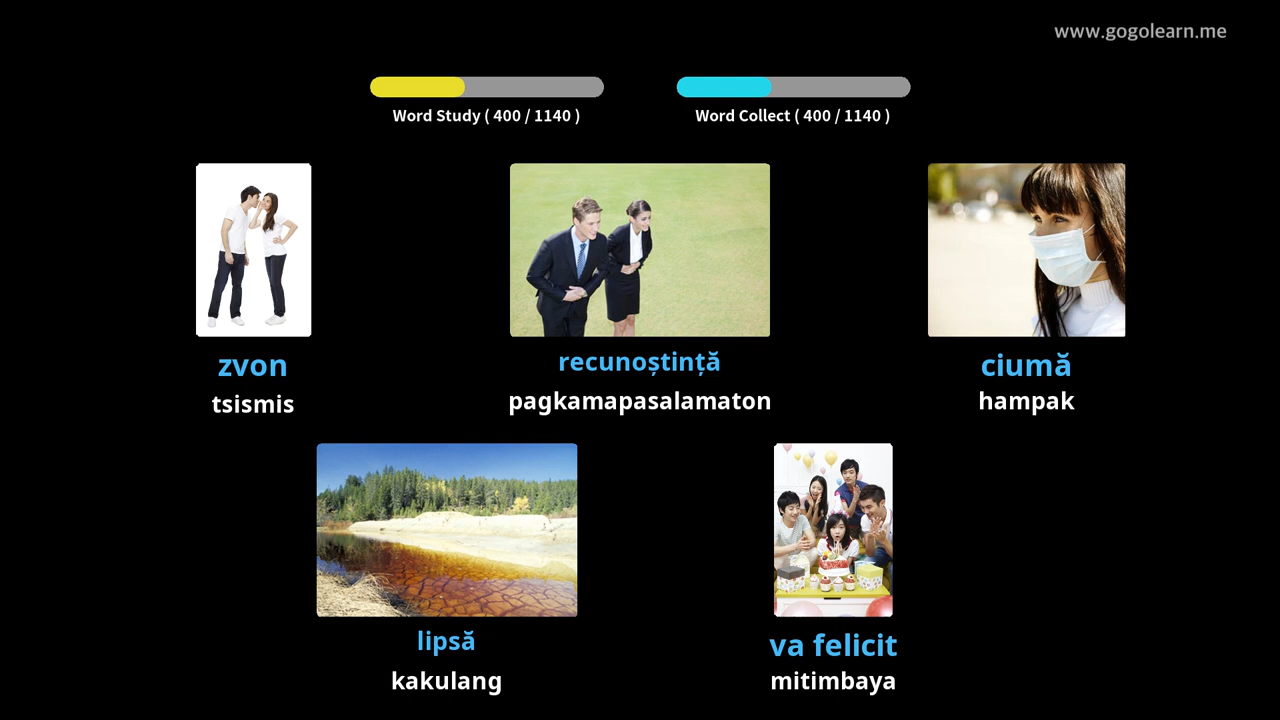 www.gogolearn.me
Word Study ( 400 / 1140 )
Word Collect ( 400 / 1140 )
zvon
tsismis
recunoștință
pagkamapasalamaton
ciumă
hampak
lipsă
kakulang
va felicit
mitimbaya